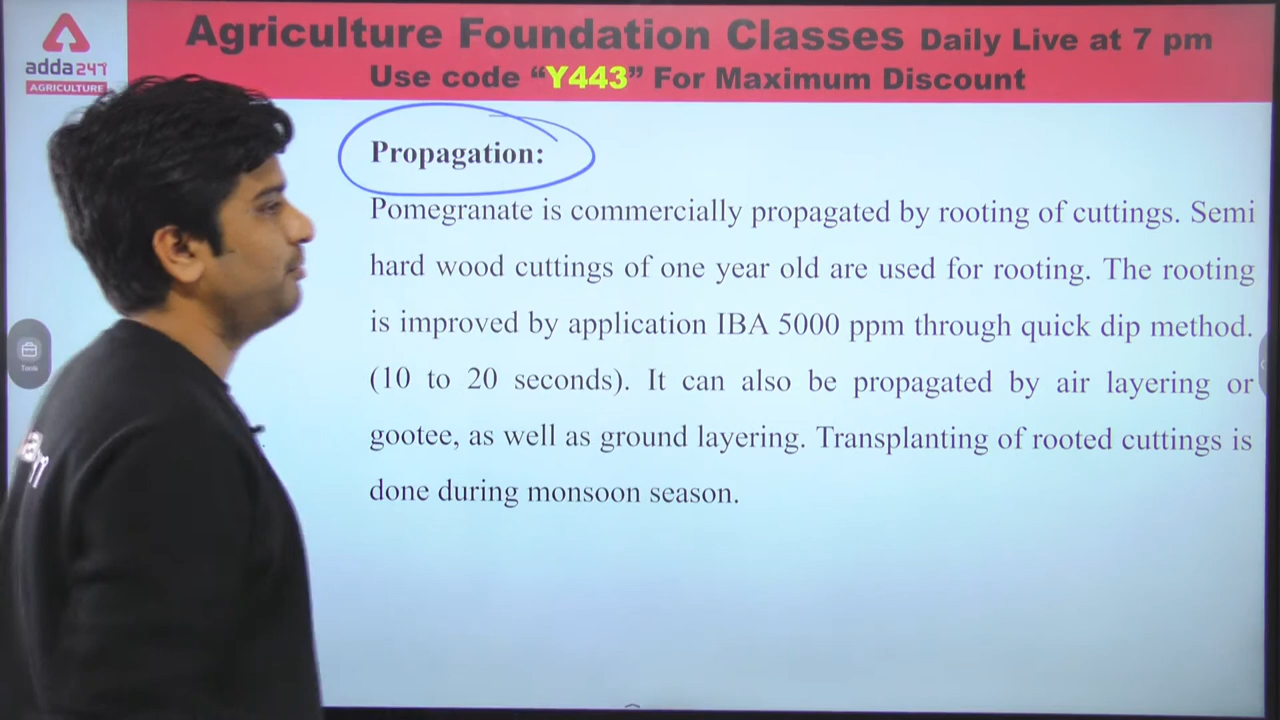 Agriculture Foundation Classes Daily Live at 7 pm
Use code “Y443” For Maximum Discount
adda247
AGRICULTURE
Propagation:
Pomegranate is commercially propagated by rooting of cuttings. Semi
hard wood cuttings of one year old are used for rooting. The rooting
is improved by application IBA 5000 ppm through quick dip method.
(10 to 20 seconds). It can also be propagated by air layering or
gootee, as well as ground layering. Transplanting of rooted cuttings is
done during monsoon season.
Tools